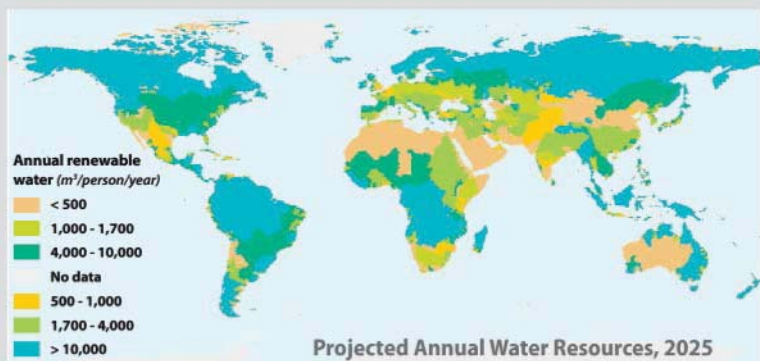 Annual renewable
water (m³/person/year)
< 500
1,000 - 1,700
4,000 - 10,000
No data
500 - 1,000
1,700 - 4,000
> 10,000
Projected Annual Water Resources, 2025